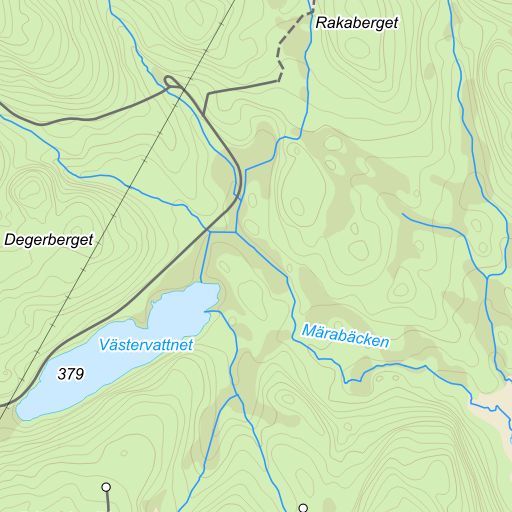 Rakaberget
Degerberget
Märabäcken
Västervattnet
379